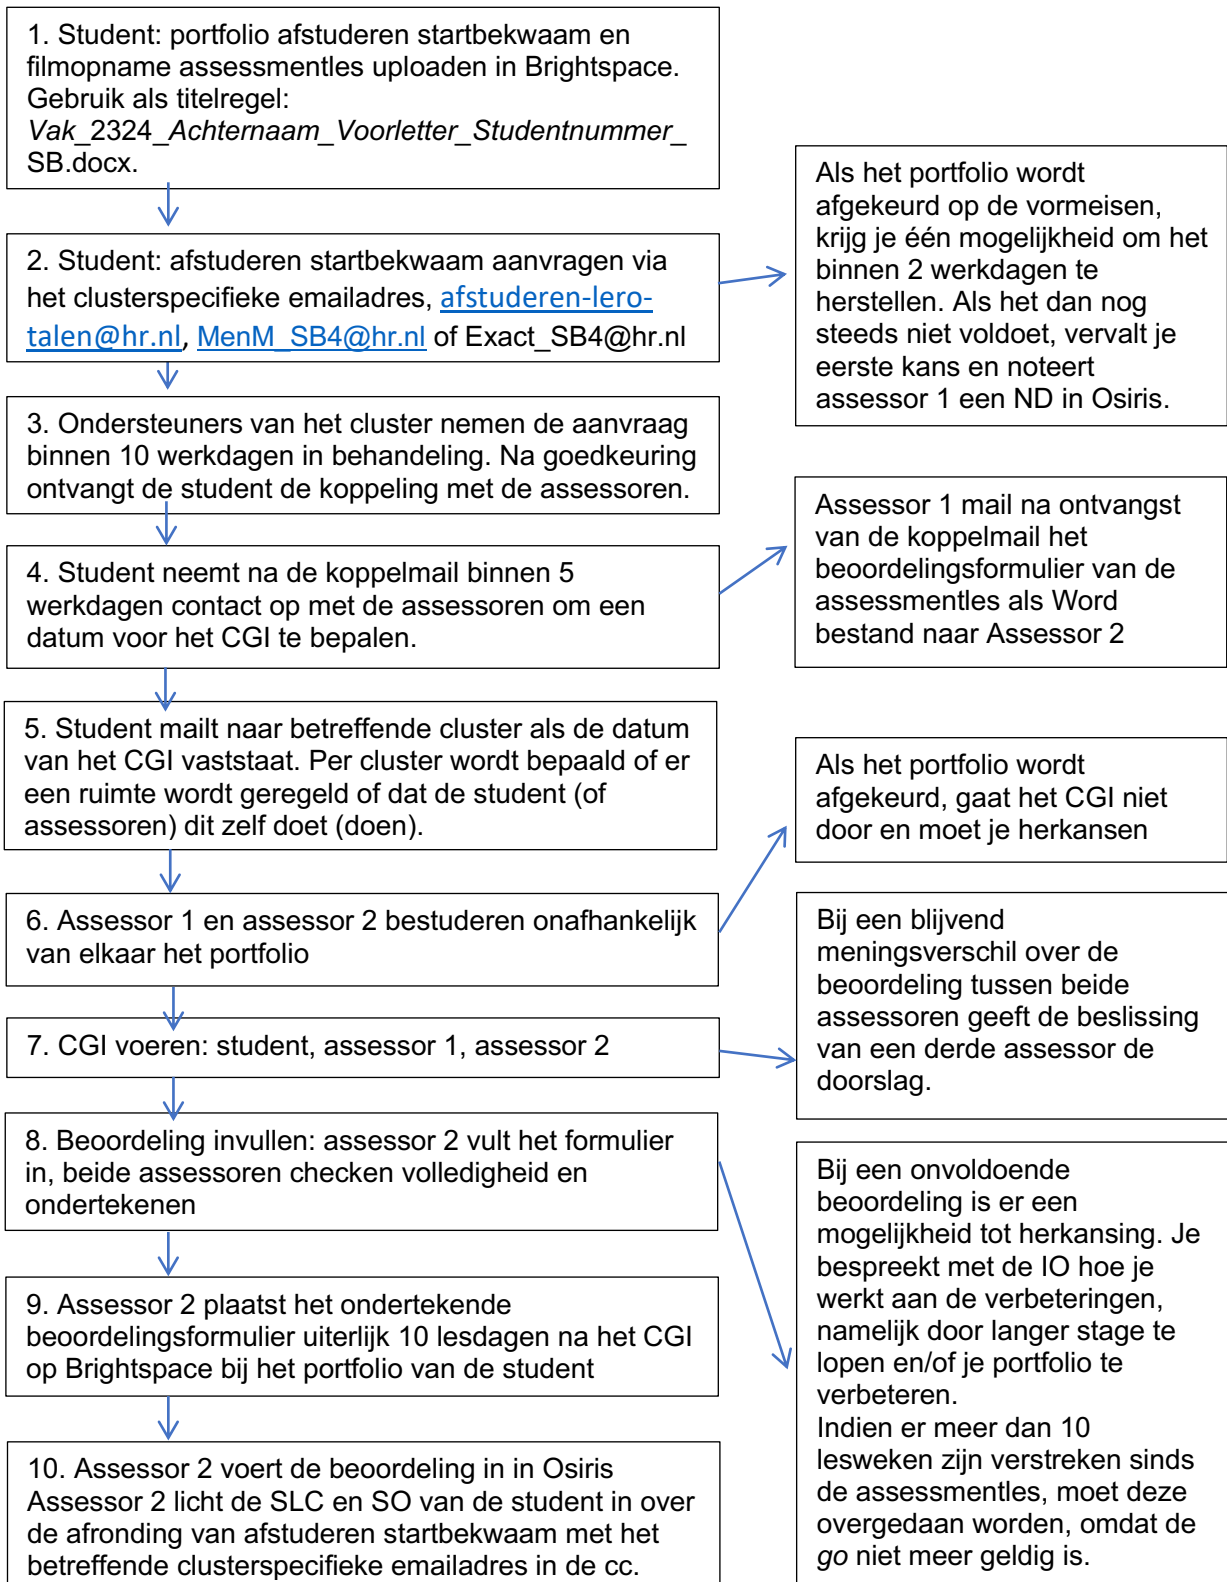 1. Student: portfolio afstuderen startbekwaam en
filmopname assessmentles uploaden in Brightspace.
Gebruik als titelregel:
Vak_2324_Achternaam_Voorletter_Studentnummer_
SB.docx.
2. Student: afstuderen startbekwaam aanvragen via
het clusterspecifieke emailadres, afstuderen-lero-
talen@hr.nl, MenM_SB4@hr.nl of Exact_SB4@hr.nl
Als het portfolio wordt
afgekeurd op de vormeisen,
krijg je één mogelijkheid om het
binnen 2 werkdagen te
herstellen. Als het dan nog
steeds niet voldoet, vervalt je
eerste kans en noteert
assessor 1 een ND in Osiris.
3. Ondersteuners van het cluster nemen de aanvraag
binnen 10 werkdagen in behandeling. Na goedkeuring
ontvangt de student de koppeling met de assessoren.
4. Student neemt na de koppelmail binnen 5
werkdagen contact op met de assessoren om een
datum voor het CGI te bepalen.
Assessor 1 mail na ontvangst
van de koppelmail het
beoordelingsformulier van de
assessmentles als Word
bestand naar Assessor 2
5. Student mailt naar betreffende cluster als de datum
van het CGI vaststaat. Per cluster wordt bepaald of er
een ruimte wordt geregeld of dat de student (of
assessoren) dit zelf doet (doen).
6. Assessor 1 en assessor 2 bestuderen onafhankelijk
van elkaar het portfolio
Als het portfolio wordt
afgekeurd, gaat het CGI niet
door en moet je herkansen
7. CGI voeren: student, assessor 1, assessor 2
Bij een blijvend
meningsverschil over de
beoordeling tussen beide
assessoren geeft de beslissing
van een derde assessor de
doorslag.
8. Beoordeling invullen: assessor 2 vult het formulier
in, beide assessoren checken volledigheid en
ondertekenen
Bij een onvoldoende
beoordeling is er een
mogelijkheid tot herkansing. Je
bespreekt met de IO hoe je
werkt aan de verbeteringen,
namelijk door langer stage te
lopen en/of je portfolio te
verbeteren.
Indien er meer dan 10
lesweken zijn verstreken sinds
de assessmentles, moet deze
overgedaan worden, omdat de
go niet meer geldig is.
9. Assessor 2 plaatst het ondertekende
beoordelingsformulier uiterlijk 10 lesdagen na het CGI
op Brightspace bij het portfolio van de student
10. Assessor 2 voert de beoordeling in in Osiris
Assessor 2 licht de SLC en SO van de student in over
de afronding van afstuderen startbekwaam met het
betreffende clusterspecifieke emailadres in de cc.